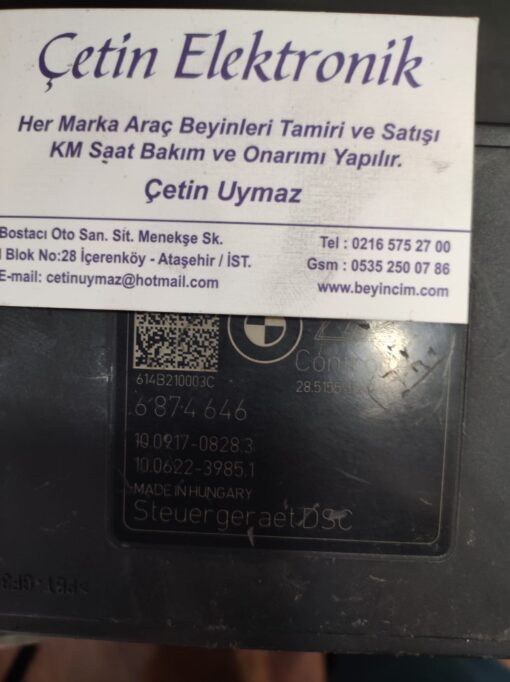 Çetin Elektronik
Her Marka Araç Beyinleri Tamiri ve Satışı
KM Saat Bakım ve Onarımı Yapılır.
Çetin Uymaz
Bostacı Oto San. Sit. Menekşe Sk.
Blok No:28 İçerenköy - Ataşehir / İST.
E-mail: cetinuymaz@hotmail.com
Tel : 0216 575 27 00
Gsm : 0535 250 07 86
www.beyincim.com
614B210003C
6 874 646
10.0917-0828.3
10.0622-3985.1
MADE IN HUNGARY
Steuergeraet DSC